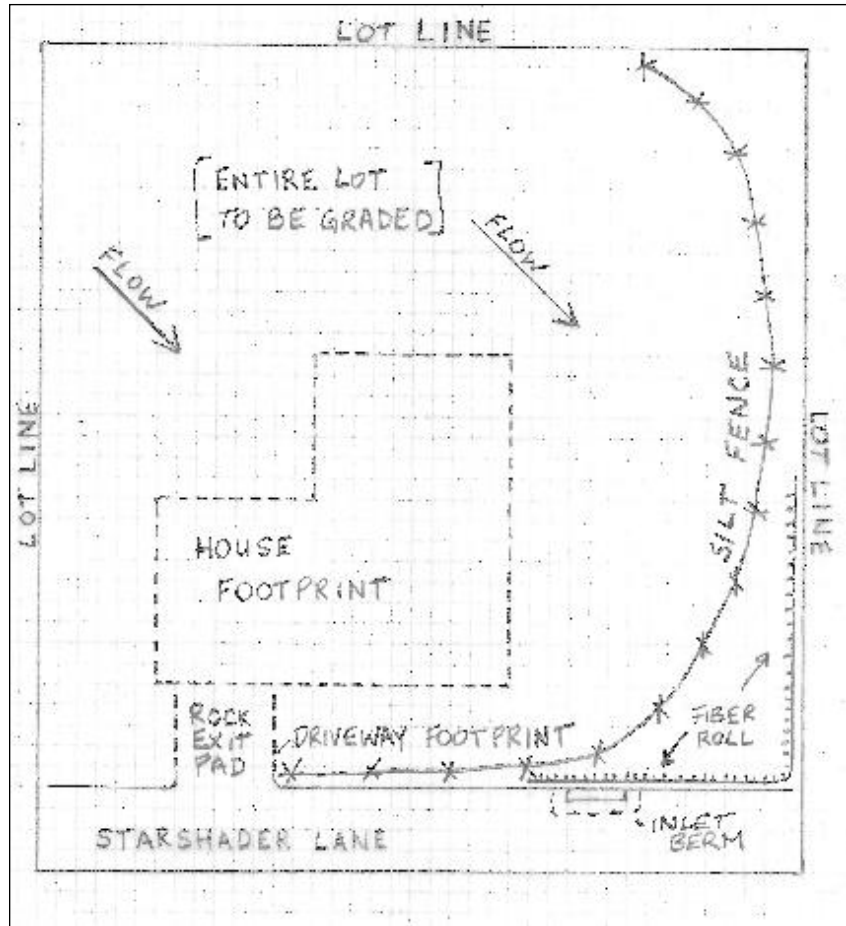 LOT LINE
ENTIRE LOT
TO BE GRADED
FLOW
FLOW
LOT LINE
SILT FENCE
LOT LINE
HOUSE
FOOTPRINT
ROCK
EXIT
PAD
DRIVEWAY FOOTPRINT
FIBER
ROLL
INLET
BERM
STARSHADER LANE